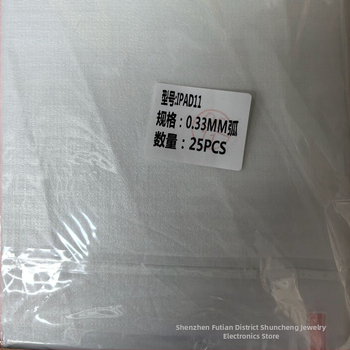 型号:IPAD11
规格：0.33MM弧
数量：25PCS
Shenzhen Futian District Shuncheng Jewelry
Electronics Store